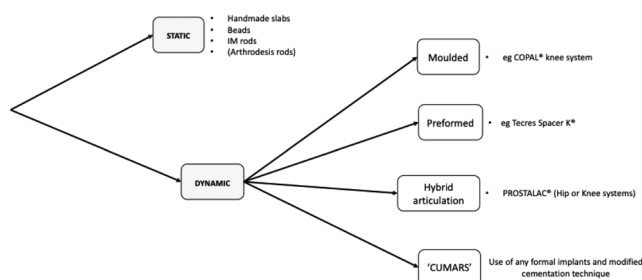 STATIC
• Handmade slabs
• Beads
• IM rods
• (Arthrodesis rods)
Moulded
• eg COPAL® knee system
Preformed
• eg Tecres Spacer K®
DYNAMIC
Hybrid
articulation
• PROSTALAC® (Hip or Knee systems)
'CUMARS'
Use of any formal implants and modified
cementation technique